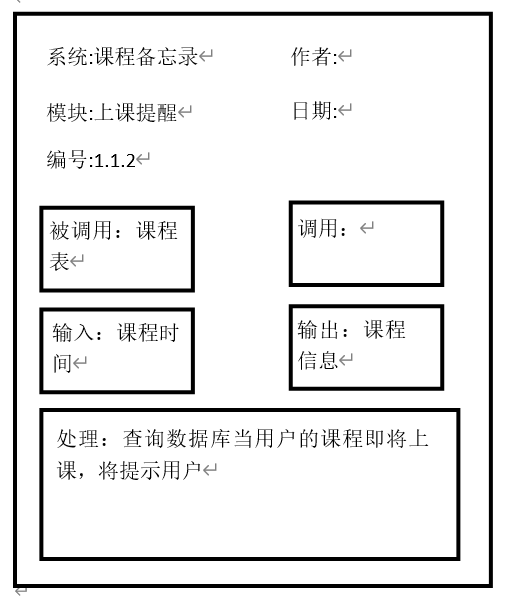 系统:课程备忘录 作者:
模块:上课提醒 日期:
编号:1.1.2
被调用：课程
表
调用：
输入：课程时
间
输出：课程
信息
处理：查询数据库当用户的课程即将上
课，将提示用户